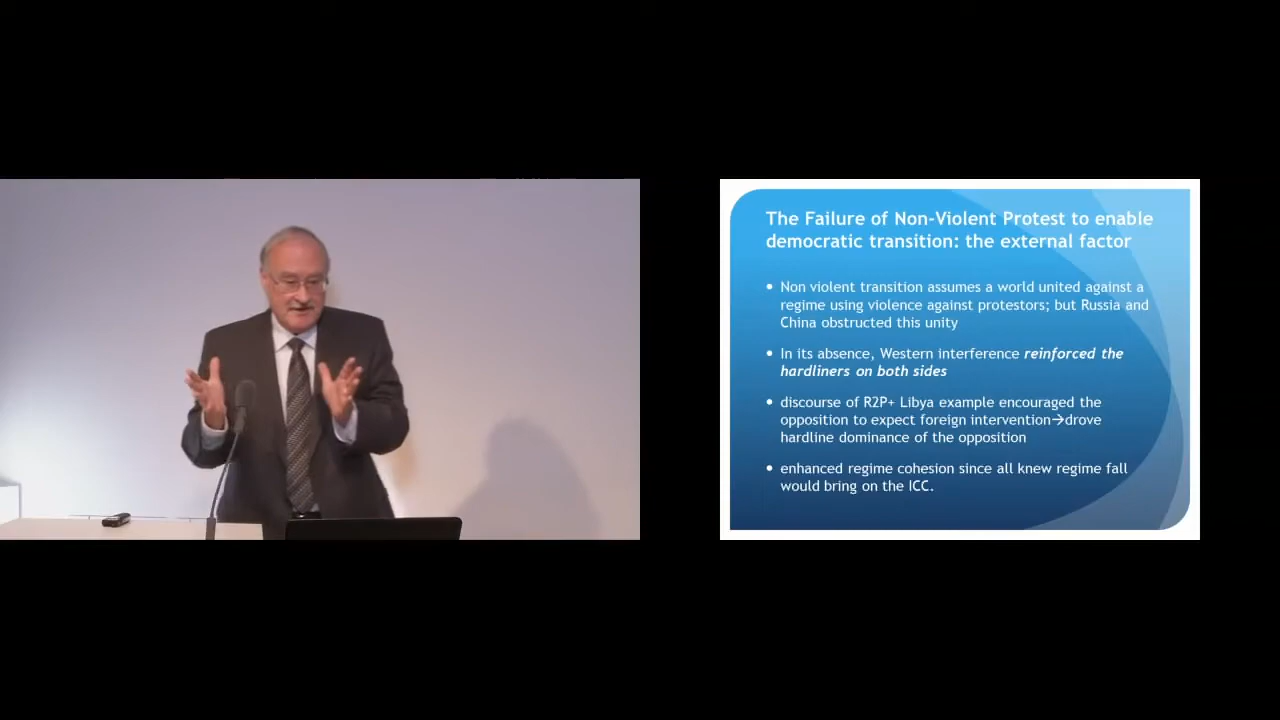 The Failure of Non-Violent Protest to enable
democratic transition: the external factor
• Non violent transition assumes a world united against a
regime using violence against protestors; but Russia and
China obstructed this unity
• In its absence, Western interference reinforced the
hardliners on both sides
• discourse of R2P+ Libya example encouraged the
opposition to expect foreign intervention→drove
hardline dominance of the opposition
• enhanced regime cohesion since all knew regime fall
would bring on the ICC.